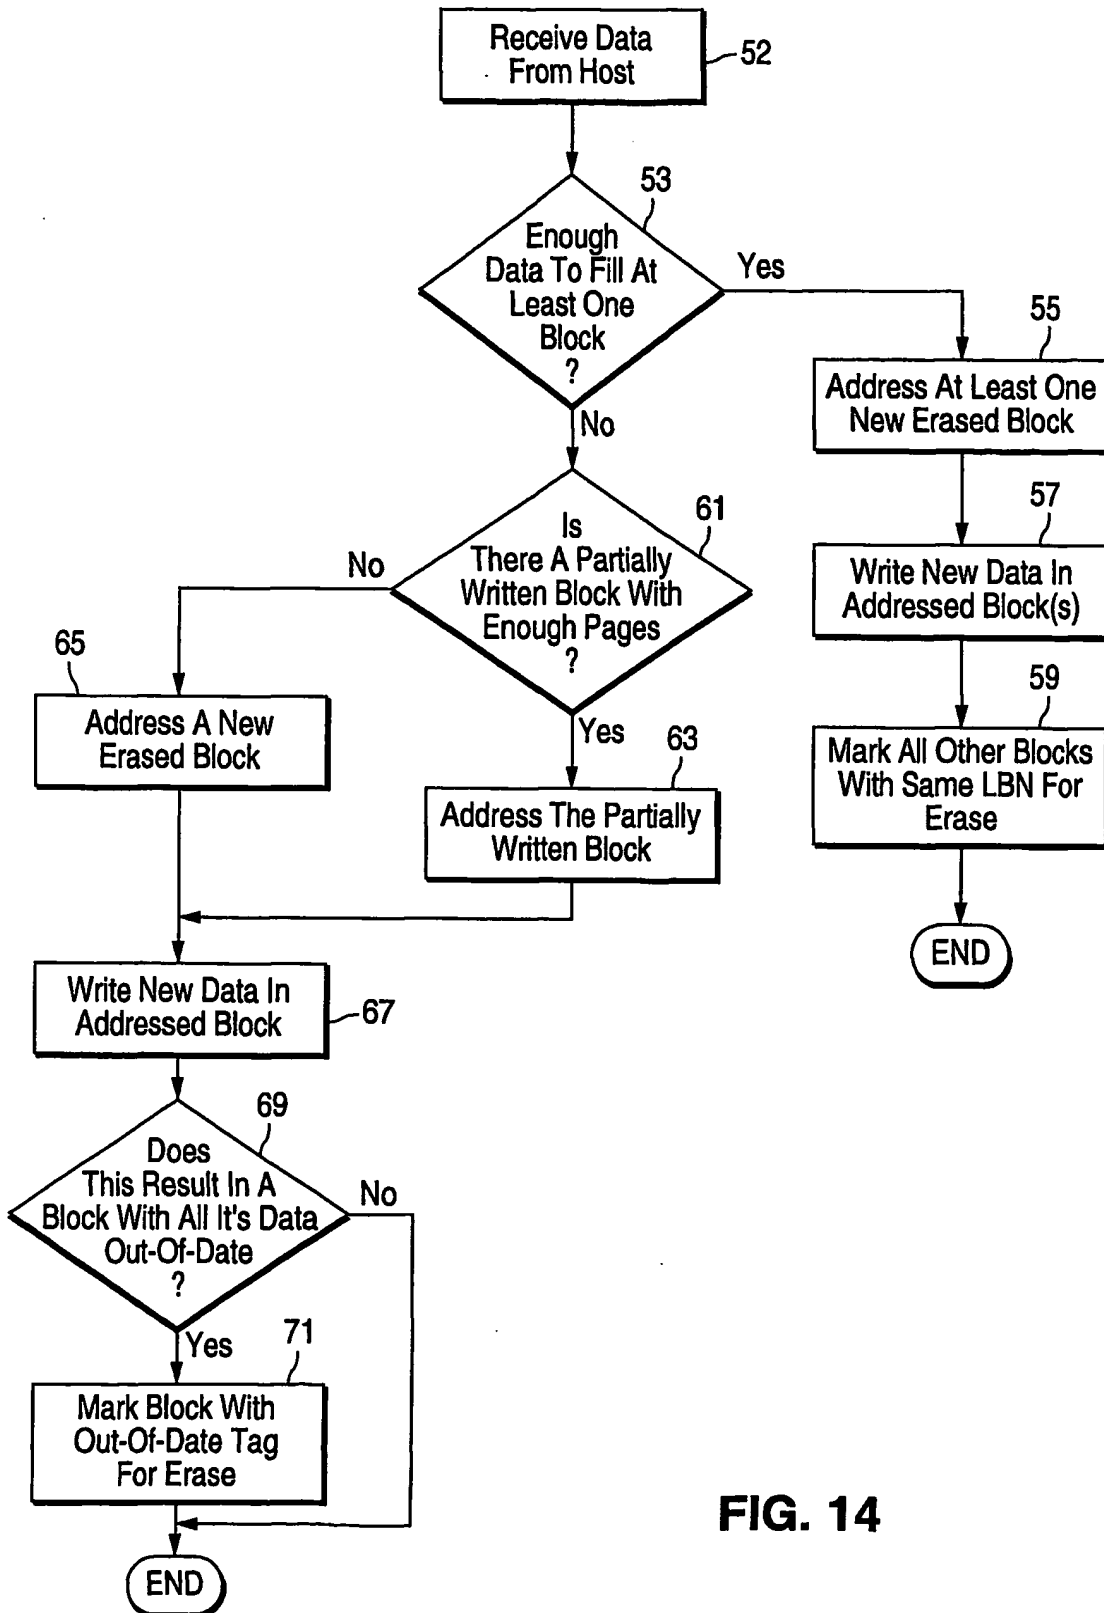 Receive Data
From Host
52
53
Enough
Data To Fill At
Least One
Block
?
Yes
No
55
Address At Least One
New Erased Block
57
Write New Data In
Addressed Block(s)
59
Mark All Other Blocks
With Same LBN For
Erase
END
61
Is
There A Partially
Written Block With
Enough Pages
?
No
Yes
65
Address A New
Erased Block
63
Address The Partially
Written Block
Write New Data In
Addressed Block
67
69
Does
This Result In A
Block With All It's Data
Out-Of-Date
?
No
Yes
71
Mark Block With
Out-Of-Date Tag
For Erase
END
FIG. 14